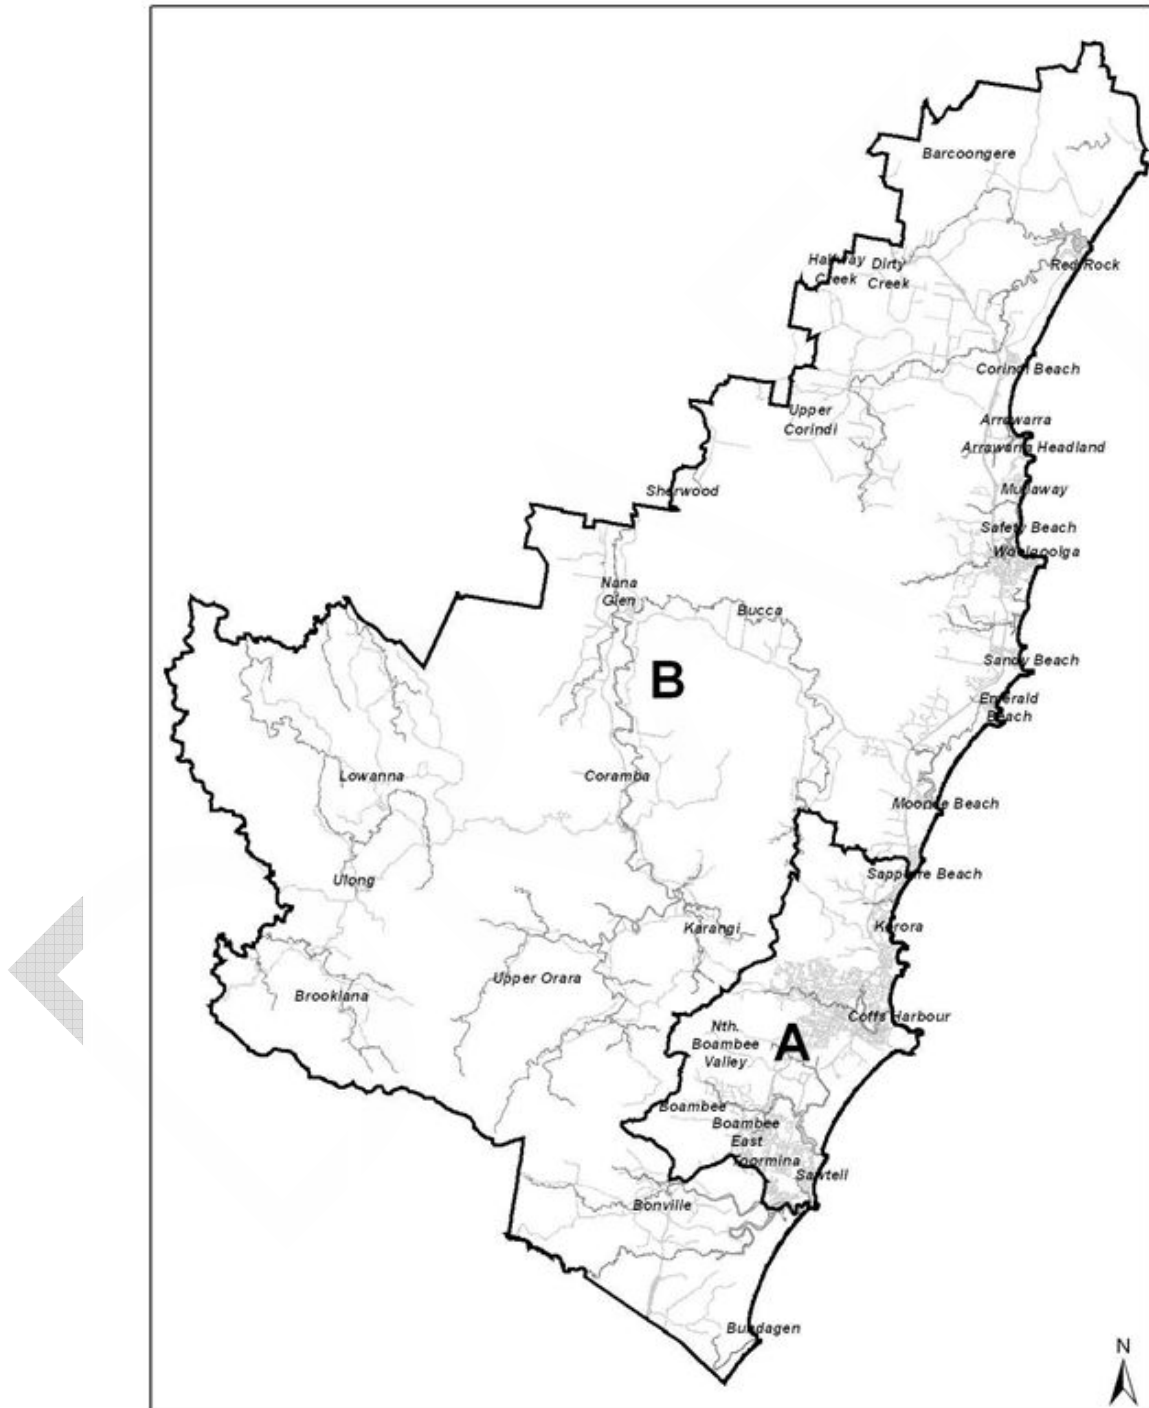 Barcoongere
Halfway
Creek
Dirty
Creek
Red Rock
Corindi Beach
Upper
Corindi
Arrawarra
Arrawarra Headland
Mullaway
Sherwood
Safety Beach
Woolgoolga
Nana
Glen
Bucca
Sandy Beach
B
Emerald
Beach
Lowanna
Coramba
Moonee Beach
Sapphire Beach
Ulong
Karangi
Korora
Upper Orara
Brooklana
Coffs Harbour
Nth.
Boambee
Valley
A
Boambee
Boambee
East
Toormina
Sawtell
Bonville
Bundagen
N